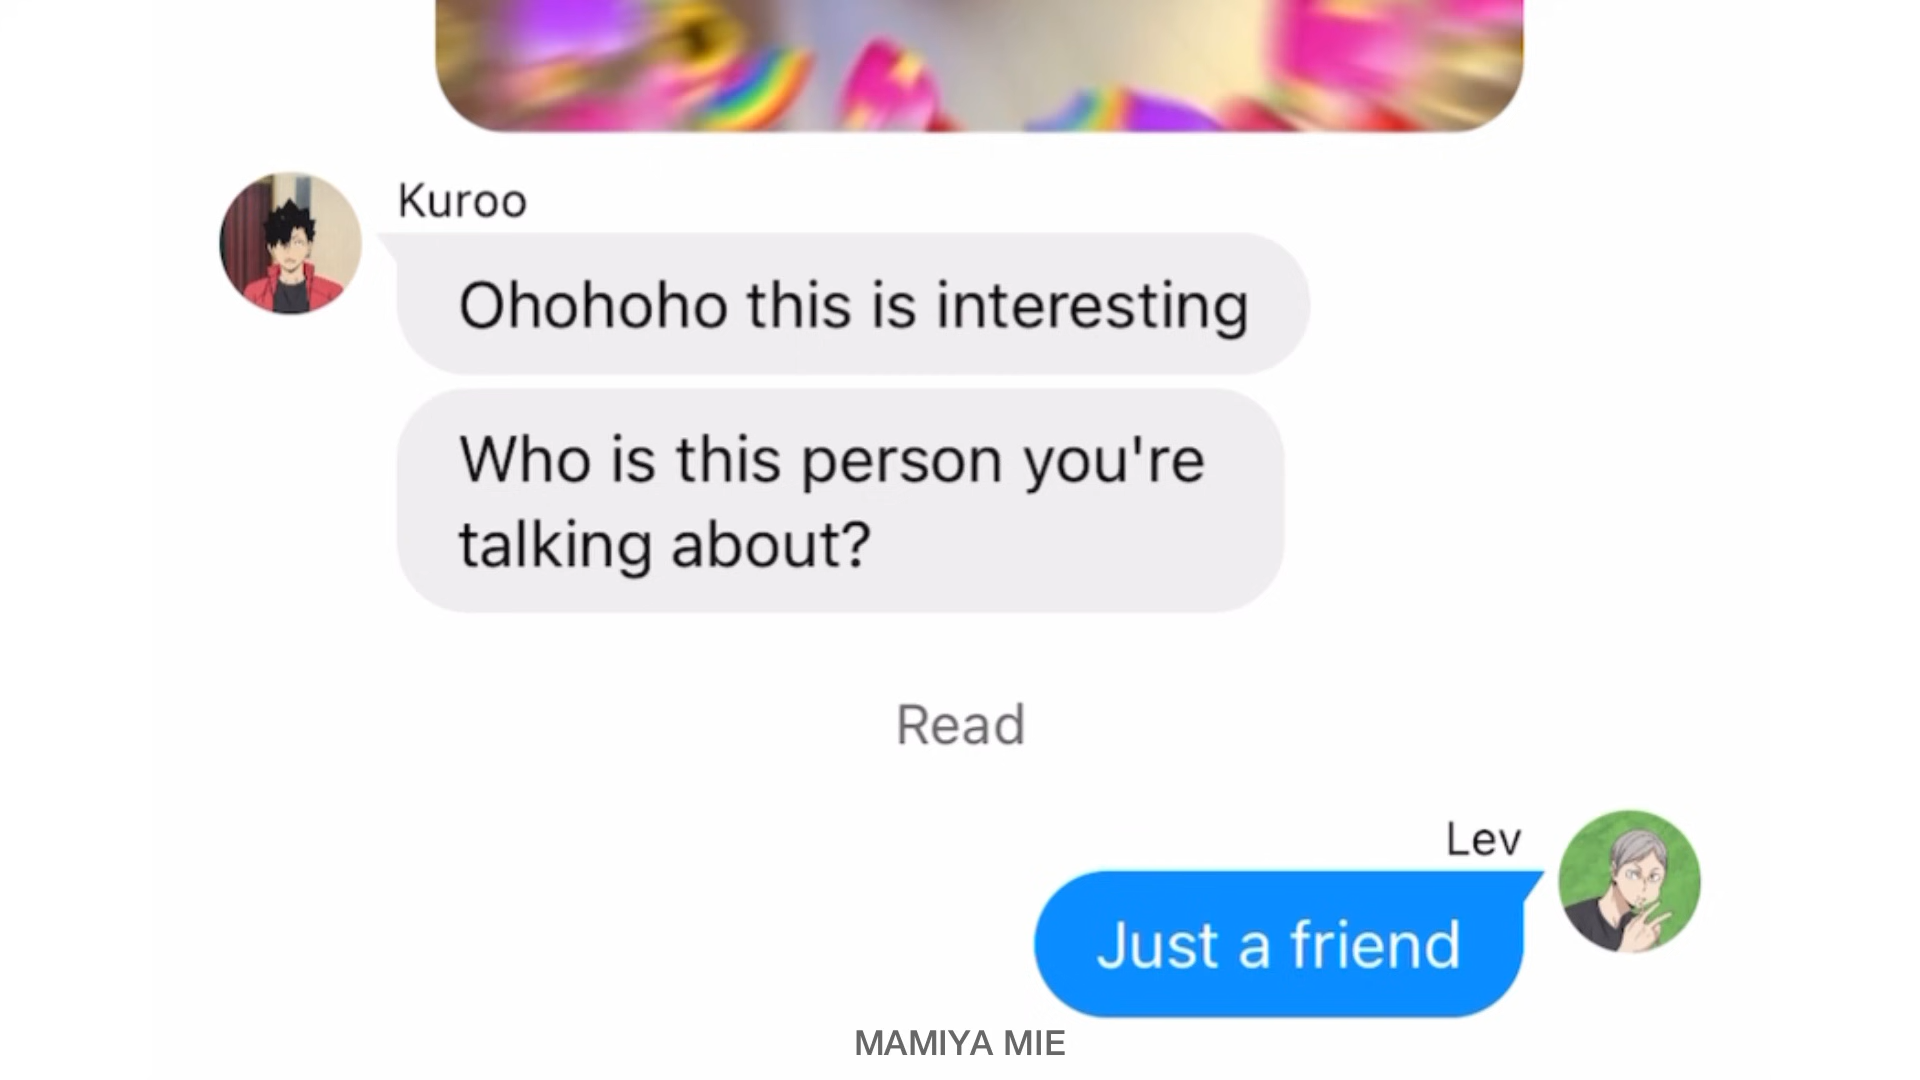 Kuroo
Ohohoho this is interesting
Who is this person you're
talking about?
Read
Lev
Just a friend
MAMIYA MIE